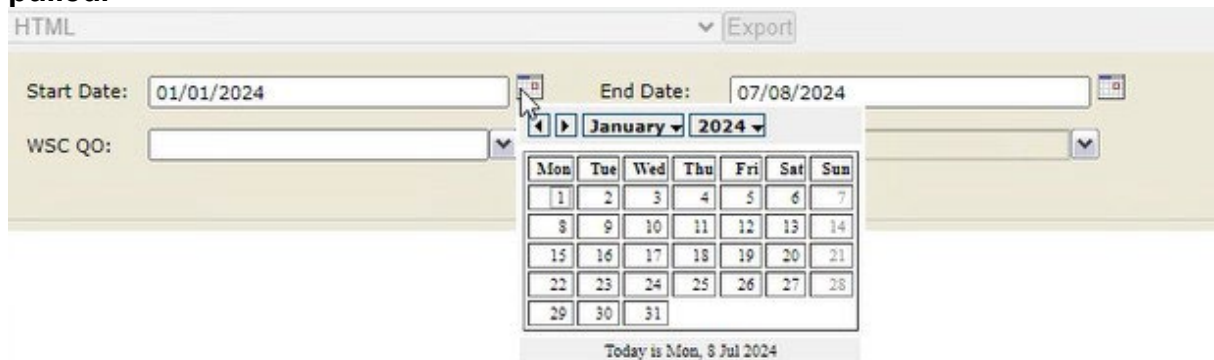 HTML Export
Start Date: 01/01/2024 End Date: 07/08/2024
WSC QO:
January 2024
Mon Tue Wed Thu Fri Sat Sun
1 2 3 4 5 6 7
8 9 10 11 12 13 14
15 16 17 18 19 20 21
22 23 24 25 26 27 28
29 30 31
Today is Mon, 8 Jul 2024